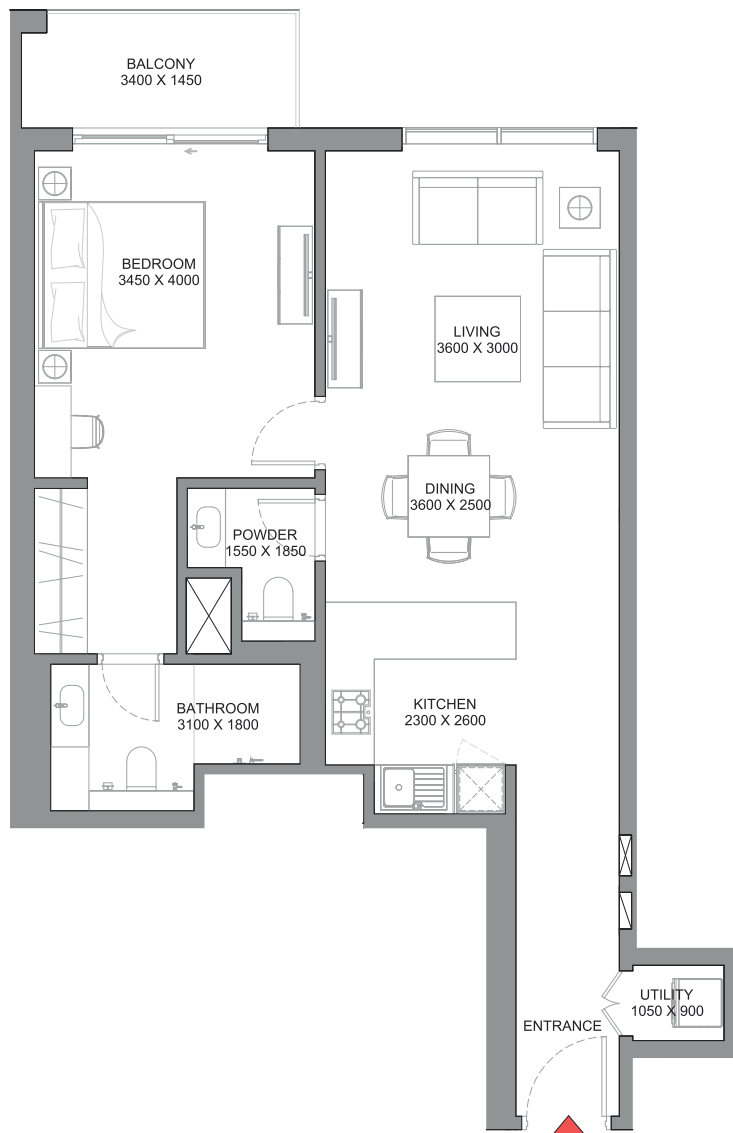 BALCONY
3400 X 1450
BEDROOM
3450 X 4000
LIVING
3600 X 3000
DINING
3600 X 2500
POWDER
1550 X 1850
KITCHEN
2300 X 2600
BATHROOM
3100 X 1800
UTILITY
1050 X 900
ENTRANCE